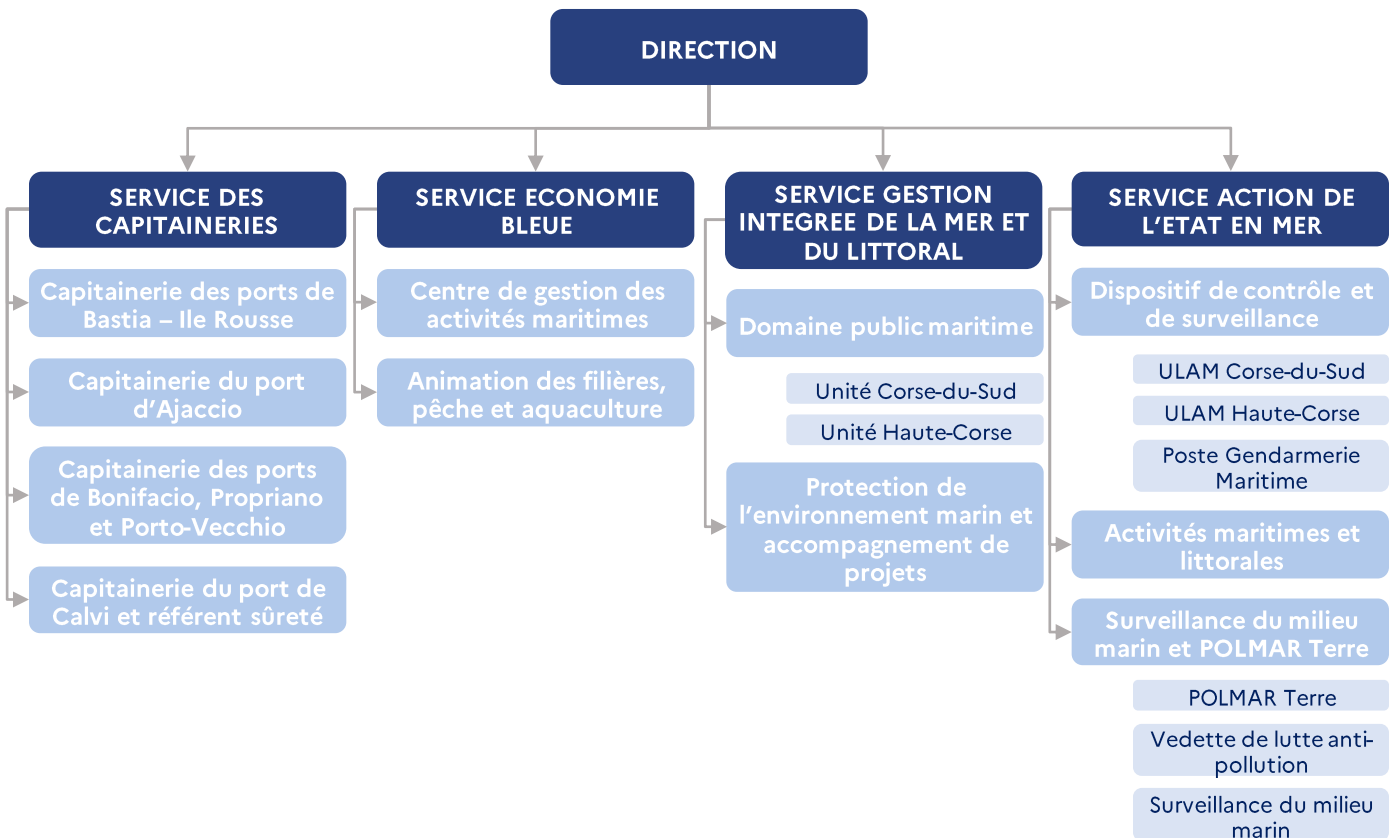 DIRECTION
SERVICE DES
CAPITAINERIES
Capitainerie des ports de
Bastia – Ile Rousse
Capitainerie du port
d’Ajaccio
Capitainerie des ports
de Bonifacio, Propriano
et Porto-Vecchio
Capitainerie du port de
Calvi et référent sûreté
SERVICE ECONOMIE
BLEUE
Centre de gestion des
activités maritimes
Animation des filières,
pêche et aquaculture
SERVICE GESTION
INTEGREE DE LA MER ET
DU LITTORAL
Domaine public maritime
Unité Corse-du-Sud
Unité Haute-Corse
Protection de
l’environnement marin et
accompagnement de
projets
SERVICE ACTION DE
L’ETAT EN MER
Dispositif de contrôle et
de surveillance
ULAM Corse-du-Sud
ULAM Haute-Corse
Poste Gendarmerie
Maritime
Activités maritimes et
littorales
Surveillance du milieu
marin et POLMAR Terre
POLMAR Terre
Vedette de lutte anti-
pollution
Surveillance du milieu
marin